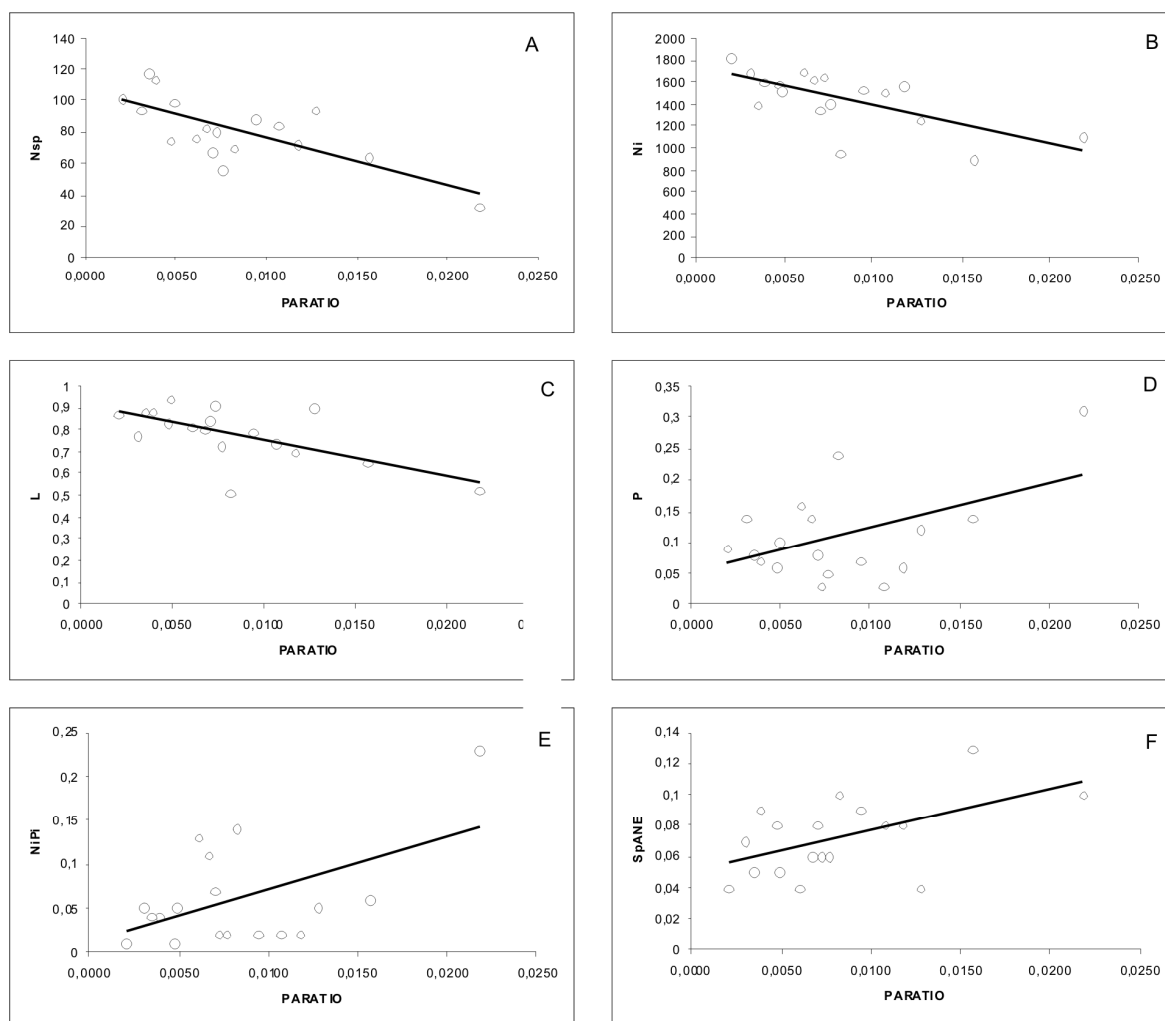 A
Nsp
140
120
100
80
60
40
20
0
0,0000 0,0050 0,0100 0,0150 0,0200 0,0250
PARATIO
B
Ni
2000
1800
1600
1400
1200
1000
800
600
400
200
0
0,0000 0,0050 0,0100 0,0150 0,0200 0,0250
PARATIO
C
L
1
0,9
0,8
0,7
0,6
0,5
0,4
0,3
0,2
0,1
0
0,0000 0,0050 0,0100 0,0150 0,0200 0
PARATIO
D
P
0,35
0,3
0,25
0,2
0,15
0,1
0,05
0
0,0000 0,0050 0,0100 0,0150 0,0200 0,0250
PARATIO
E
NiPi
0,25
0,2
0,15
0,1
0,05
0
0,0000 0,0050 0,0100 0,0150 0,0200 0,0250
PARATIO
F
SpANE
0,14
0,12
0,1
0,08
0,06
0,04
0,02
0
0,0000 0,0050 0,0100 0,0150 0,0200 0,0250
PARATIO